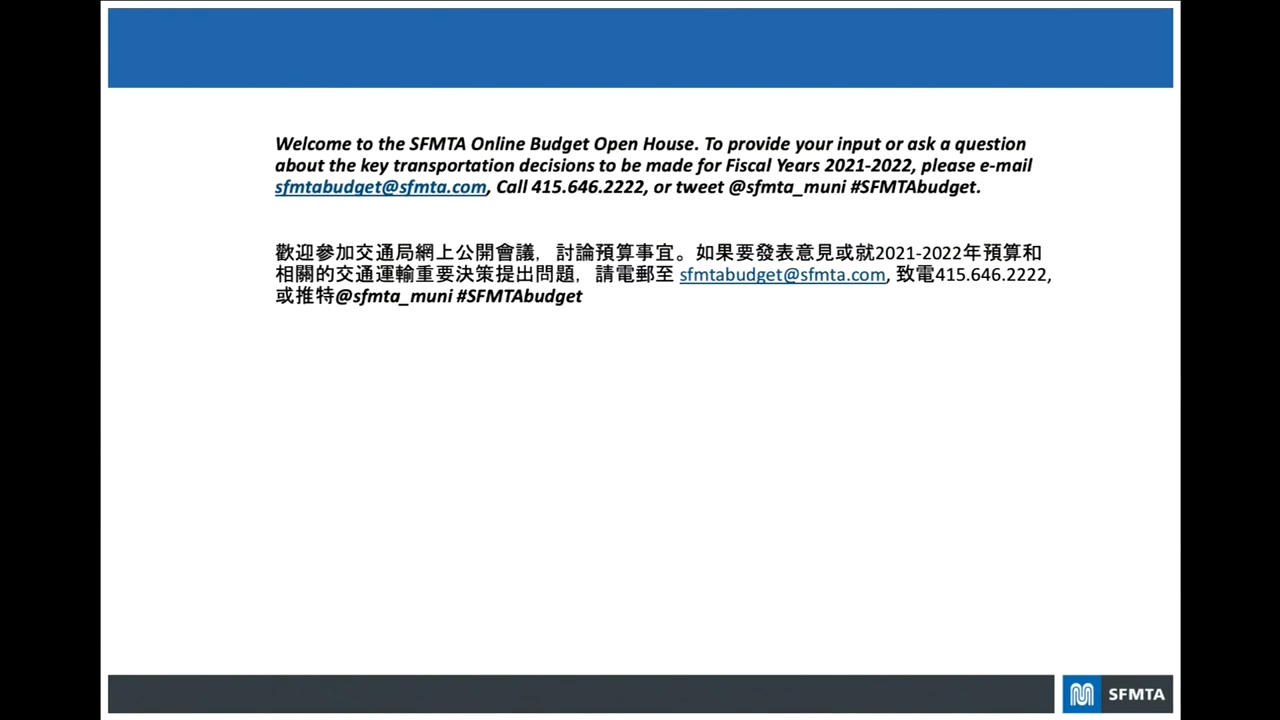 Welcome to the SFMTA Online Budget Open House. To provide your input or ask a question
about the key transportation decisions to be made for Fiscal Years 2021-2022, please e-mail
sfmtabudget@sfmta.com, Call 415.646.2222, or tweet @sfmta_muni #SFMTAbudget.
歡迎參加交通局網上公開會議，討論預算事宜。如果要發表意見或就2021-2022年預算和
相關的交通運輸重要決策提出問題，請電郵至 sfmtabudget@sfmta.com, 致電415.646.2222,
或推特@sfmta_muni #SFMTAbudget
SFMTA